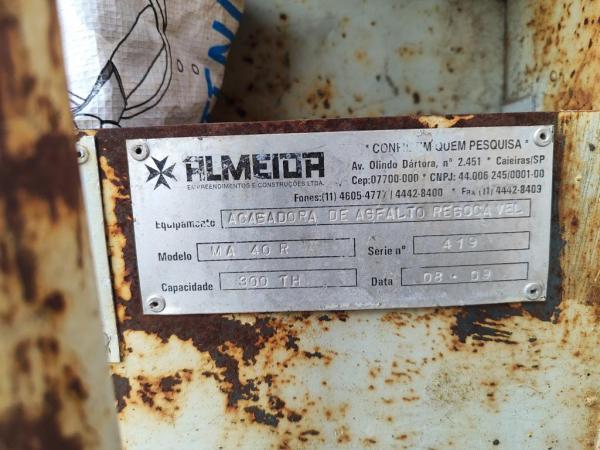 ALMEIDA
EMPREENDIMENTOS E CONSTRUÇÕES LTDA.
" CONFIE EM QUEM PESQUISA "
Av. Olindo Dártora, nº 2.451 * Caieiras/SP
Cep:07700-000 * CNPJ: 44.006 245/0001-00
Fones:(11) 4605-4777 / 4442-8400 * FAX (11) 4442-8403
Equipamento ACABADORA DE ASFALTO REBOCAVEL
Modelo MA 40 R Série nº 419
Capacidade 300 TH Data 08-09